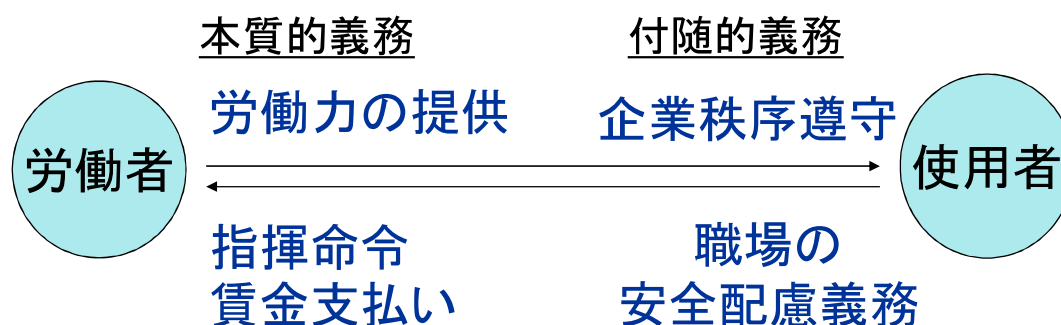 本質的義務
付随的義務
労働力の提供
企業秩序遵守
労働者
使用者
指揮命令
賃金支払い
職場の
安全配慮義務